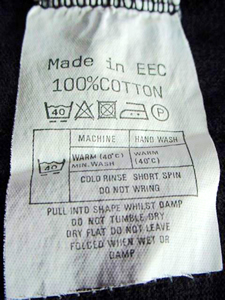 Made in EEC
100% COTTON
40 P
MACHINE HAND WASH
40 WARM (40°C) WARM
MIN.WASH (40°C)
COLD RINSE SHORT SPIN
DO NOT WRING
PULL INTO SHAPE WHILST DAMP
DO NOT TUMBLE DRY
DRY FLAT DO NOT LEAVE
FOLDED WHEN WET OR
DAMP